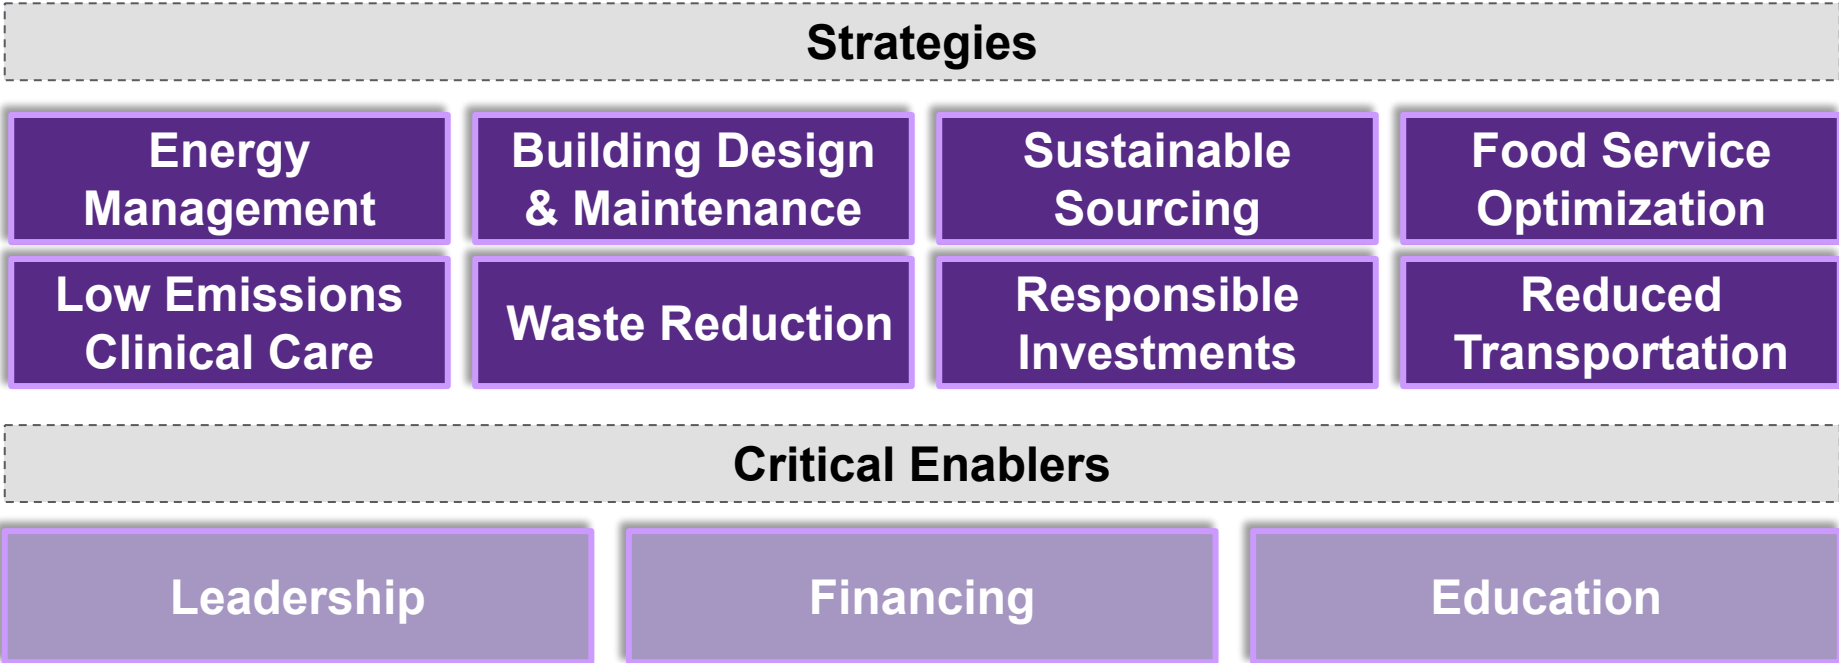 Strategies
Energy
Management
Building Design
& Maintenance
Sustainable
Sourcing
Food Service
Optimization
Low Emissions
Clinical Care
Waste Reduction
Responsible
Investments
Reduced
Transportation
Critical Enablers
Leadership
Financing
Education